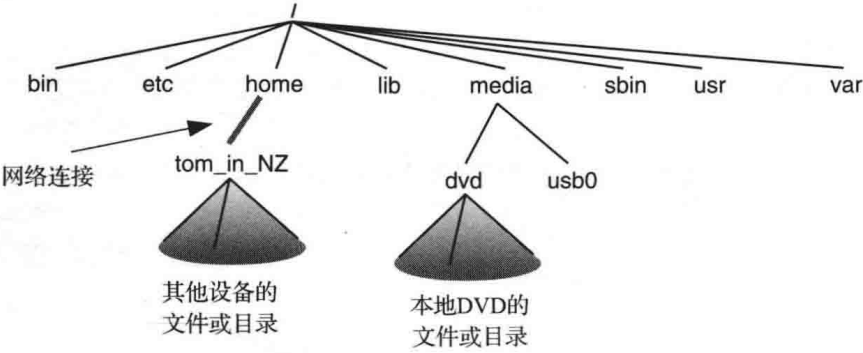 /
bin etc home lib media sbin usr var
网络连接
tom_in_NZ
dvd usb0
其他设备的
文件或目录
本地DVD的
文件或目录